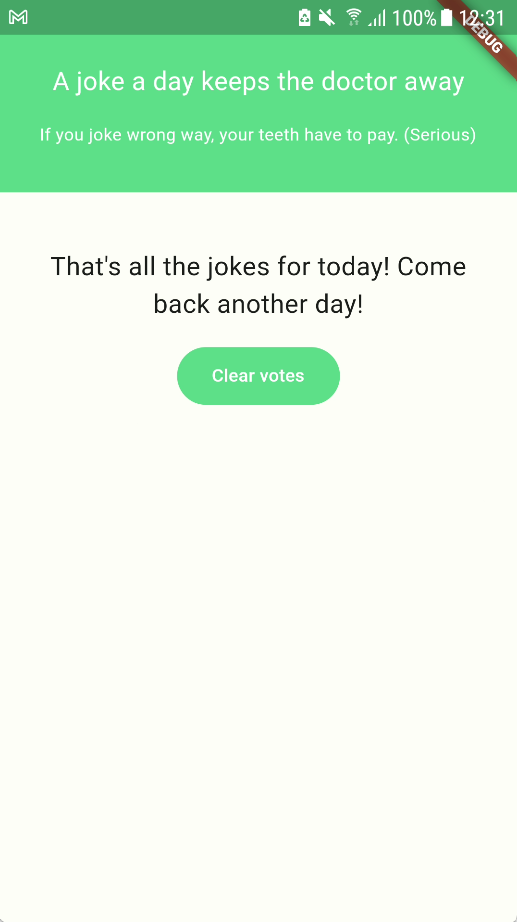 100% 12:31
DEBUG
A joke a day keeps the doctor away
If you joke wrong way, your teeth have to pay. (Serious)
That's all the jokes for today! Come
back another day!
Clear votes